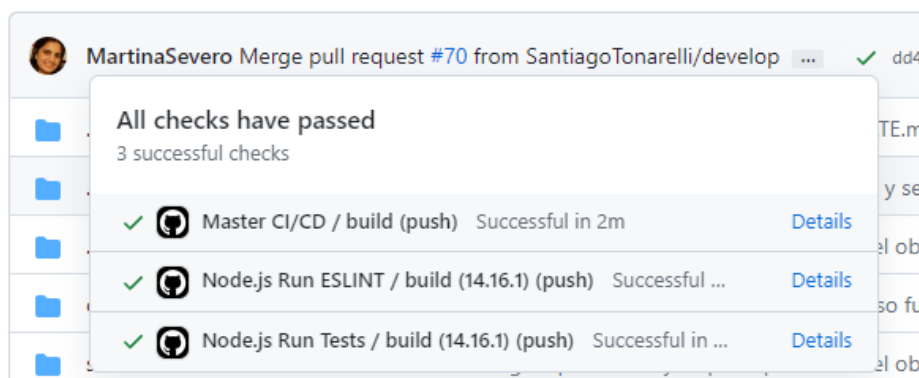 MartinaSevero Merge pull request #70 from SantiagoTonarelli/develop ... dd4
All checks have passed
3 successful checks
Master CI/CD / build (push) Successful in 2m Details
Node.js Run ESLINT / build (14.16.1) (push) Successful ... Details
Node.js Run Tests / build (14.16.1) (push) Successful in ... Details